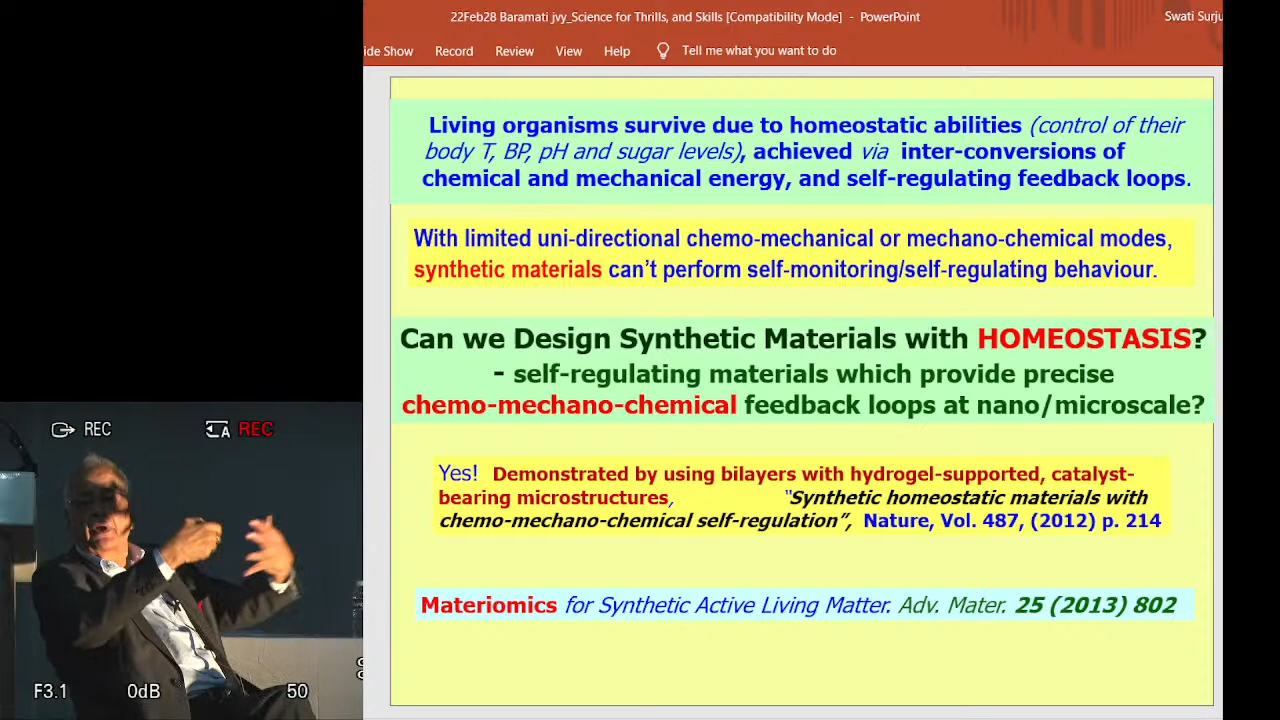 22Feb28 Baramati jvy_Science for Thrills, and Skills [Compatibility Mode] - PowerPoint
Swati Surju
ide Show Record Review View Help Tell me what you want to do
Living organisms survive due to homeostatic abilities (control of their
body T, BP, pH and sugar levels), achieved via inter-conversions of
chemical and mechanical energy, and self-regulating feedback loops.
With limited uni-directional chemo-mechanical or mechano-chemical modes,
synthetic materials can't perform self-monitoring/self-regulating behaviour.
Can we Design Synthetic Materials with HOMEOSTASIS?
- self-regulating materials which provide precise
chemo-mechano-chemical feedback loops at nano/microscale?
Yes! Demonstrated by using bilayers with hydrogel-supported, catalyst-
bearing microstructures, "Synthetic homeostatic materials with
chemo-mechano-chemical self-regulation", Nature, Vol. 487, (2012) p. 214
Materiomics for Synthetic Active Living Matter. Adv. Mater. 25 (2013) 802
REC A REC
F3.1 0dB 50